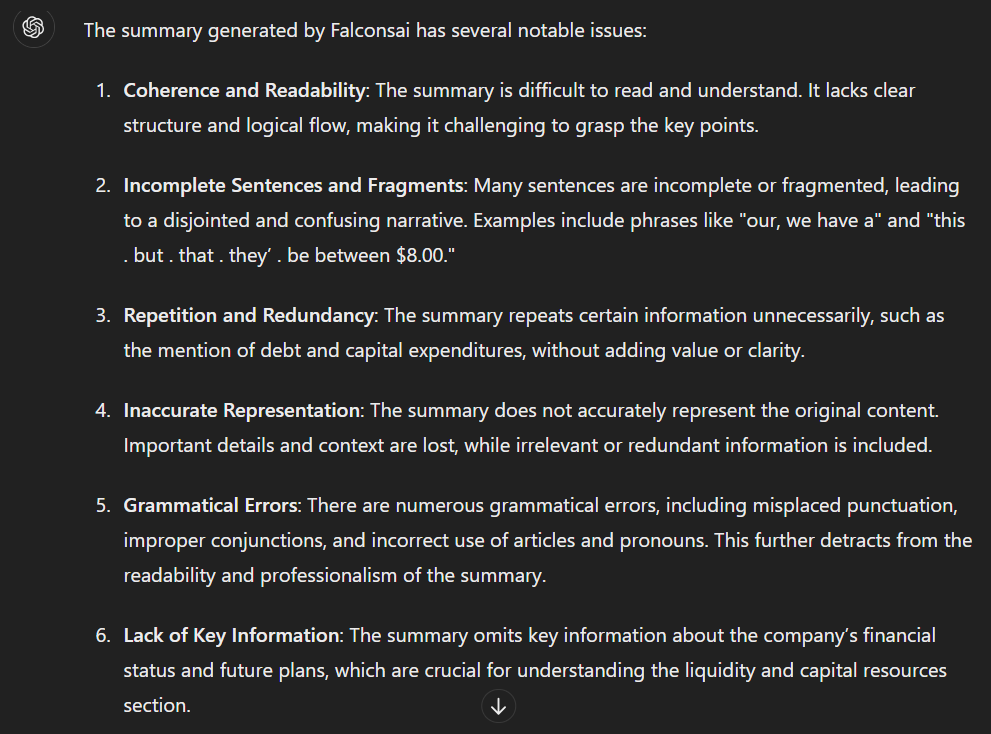 The summary generated by Falconsai has several notable issues:
1. Coherence and Readability: The summary is difficult to read and understand. It lacks clear
structure and logical flow, making it challenging to grasp the key points.
2. Incomplete Sentences and Fragments: Many sentences are incomplete or fragmented, leading
to a disjointed and confusing narrative. Examples include phrases like "our, we have a" and "this
. but . that . they’ . be between $8.00."
3. Repetition and Redundancy: The summary repeats certain information unnecessarily, such as
the mention of debt and capital expenditures, without adding value or clarity.
4. Inaccurate Representation: The summary does not accurately represent the original content.
Important details and context are lost, while irrelevant or redundant information is included.
5. Grammatical Errors: There are numerous grammatical errors, including misplaced punctuation,
improper conjunctions, and incorrect use of articles and pronouns. This further detracts from the
readability and professionalism of the summary.
6. Lack of Key Information: The summary omits key information about the company’s financial
status and future plans, which are crucial for understanding the liquidity and capital resources
section.